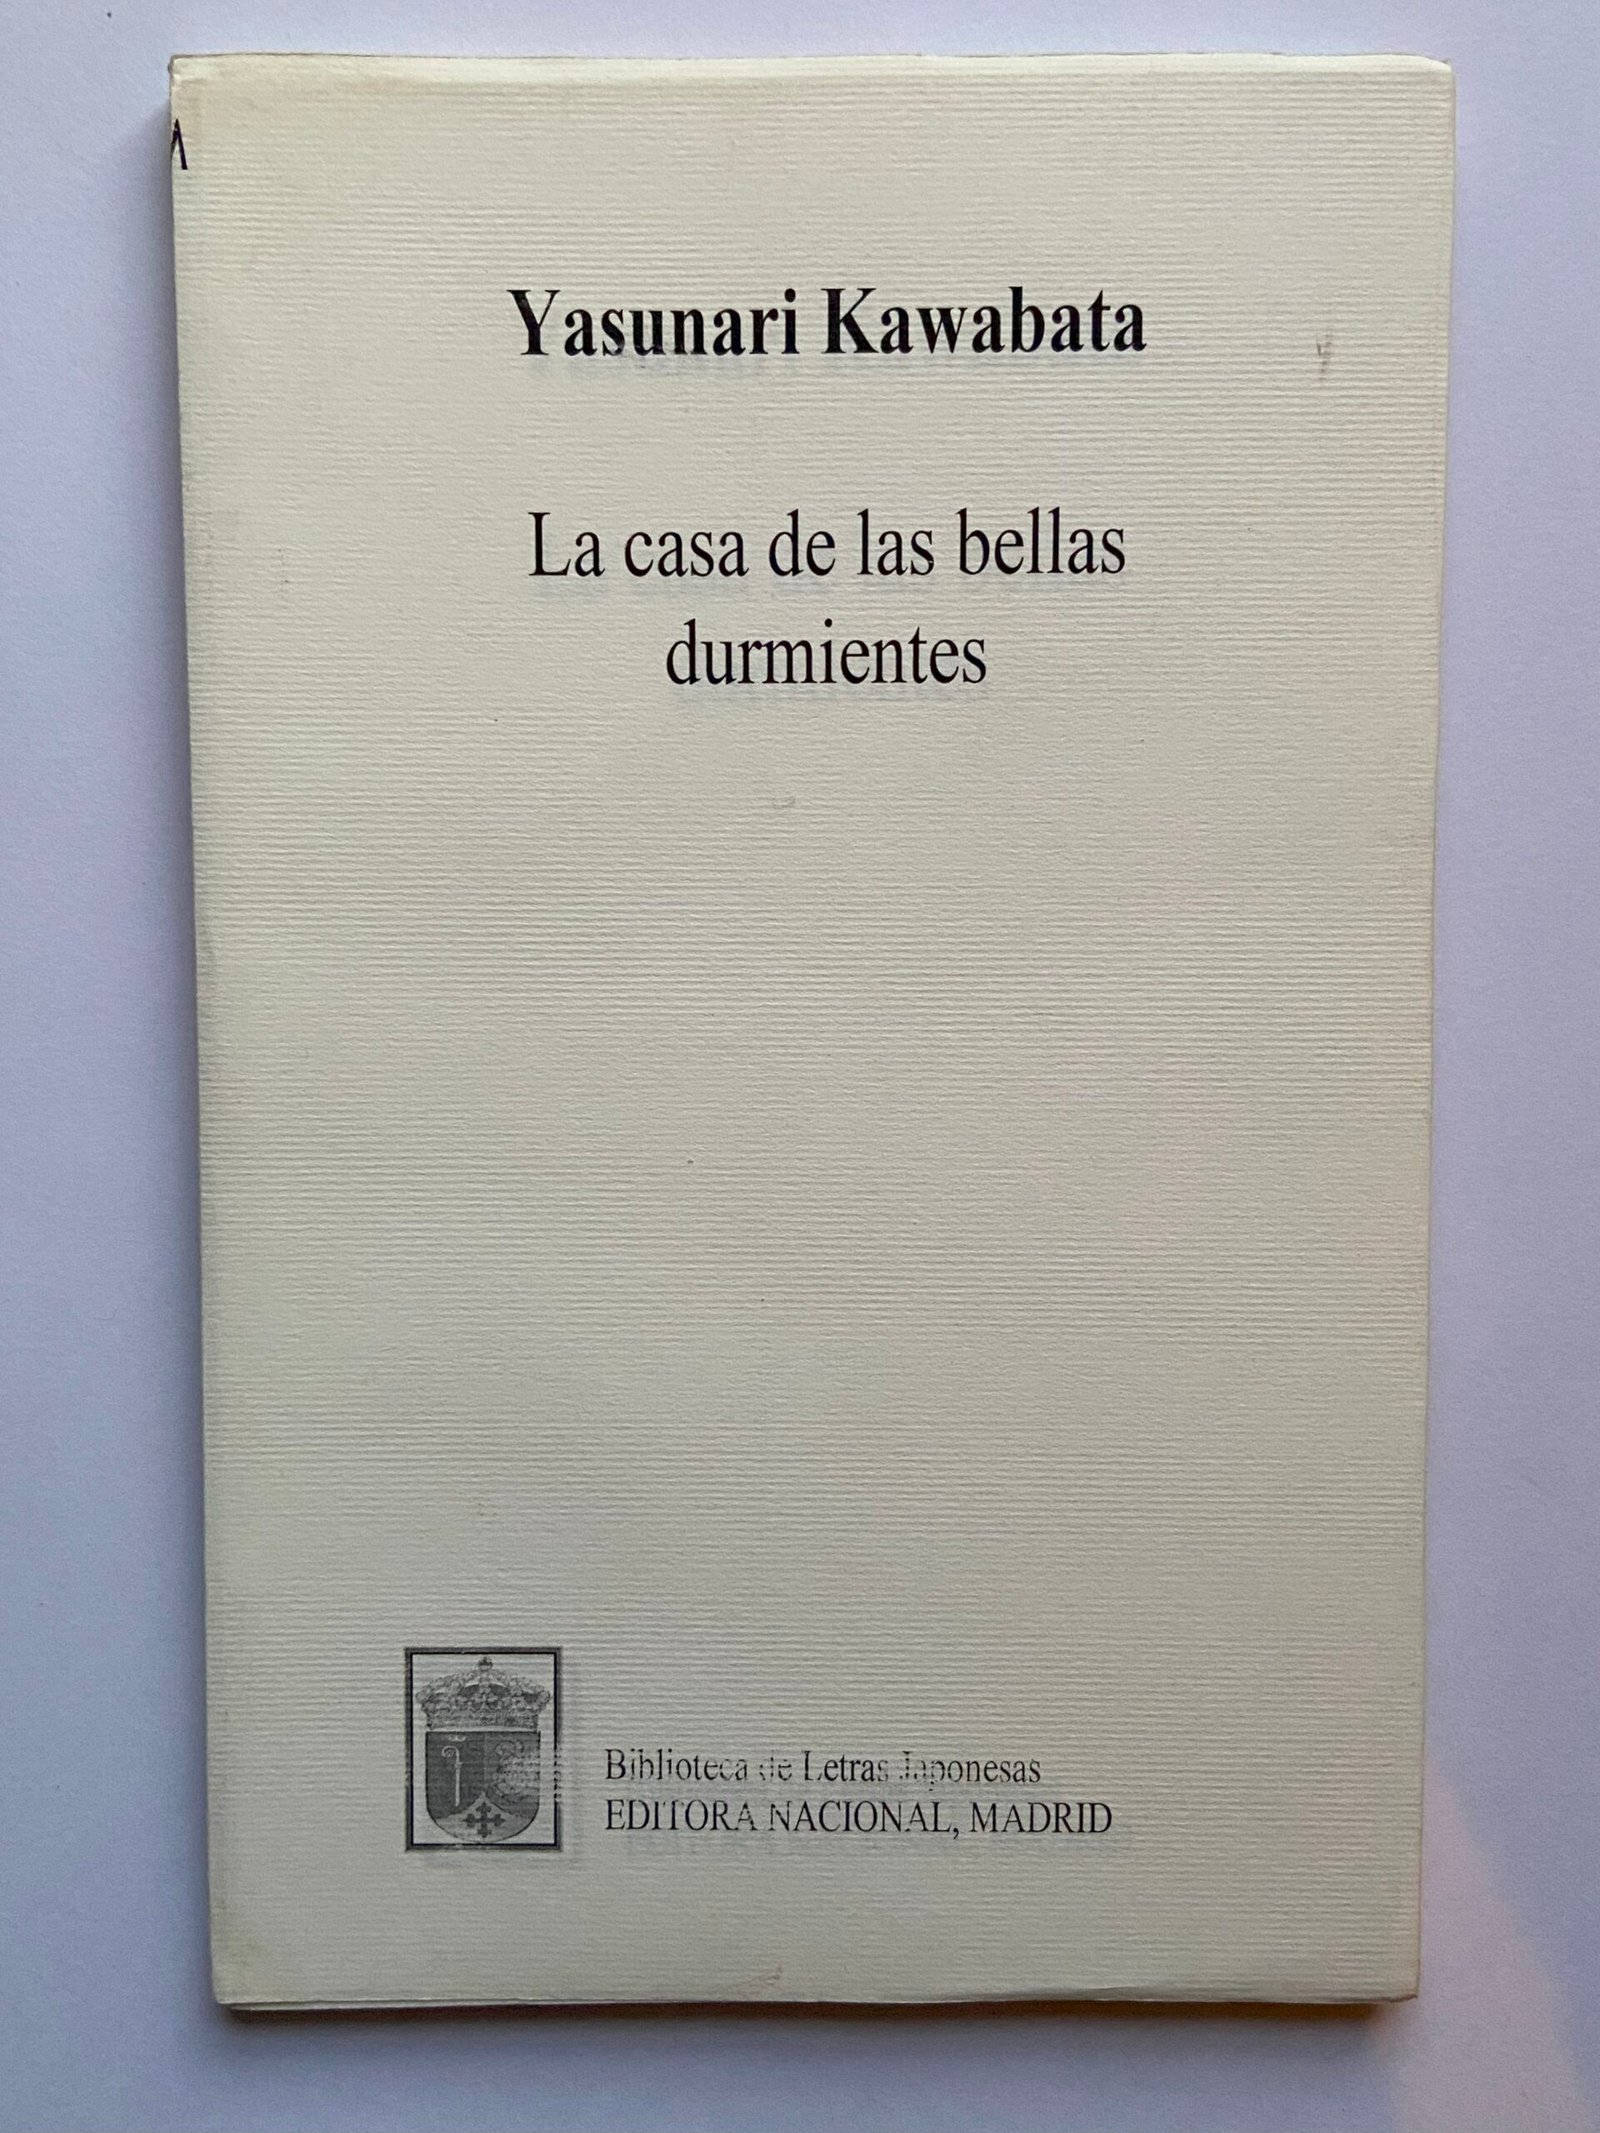 Yasunari Kawabata
La casa de las bellas
durmientes
Biblioteca de Letras Japonesas
EDITORA NACIONAL, MADRID